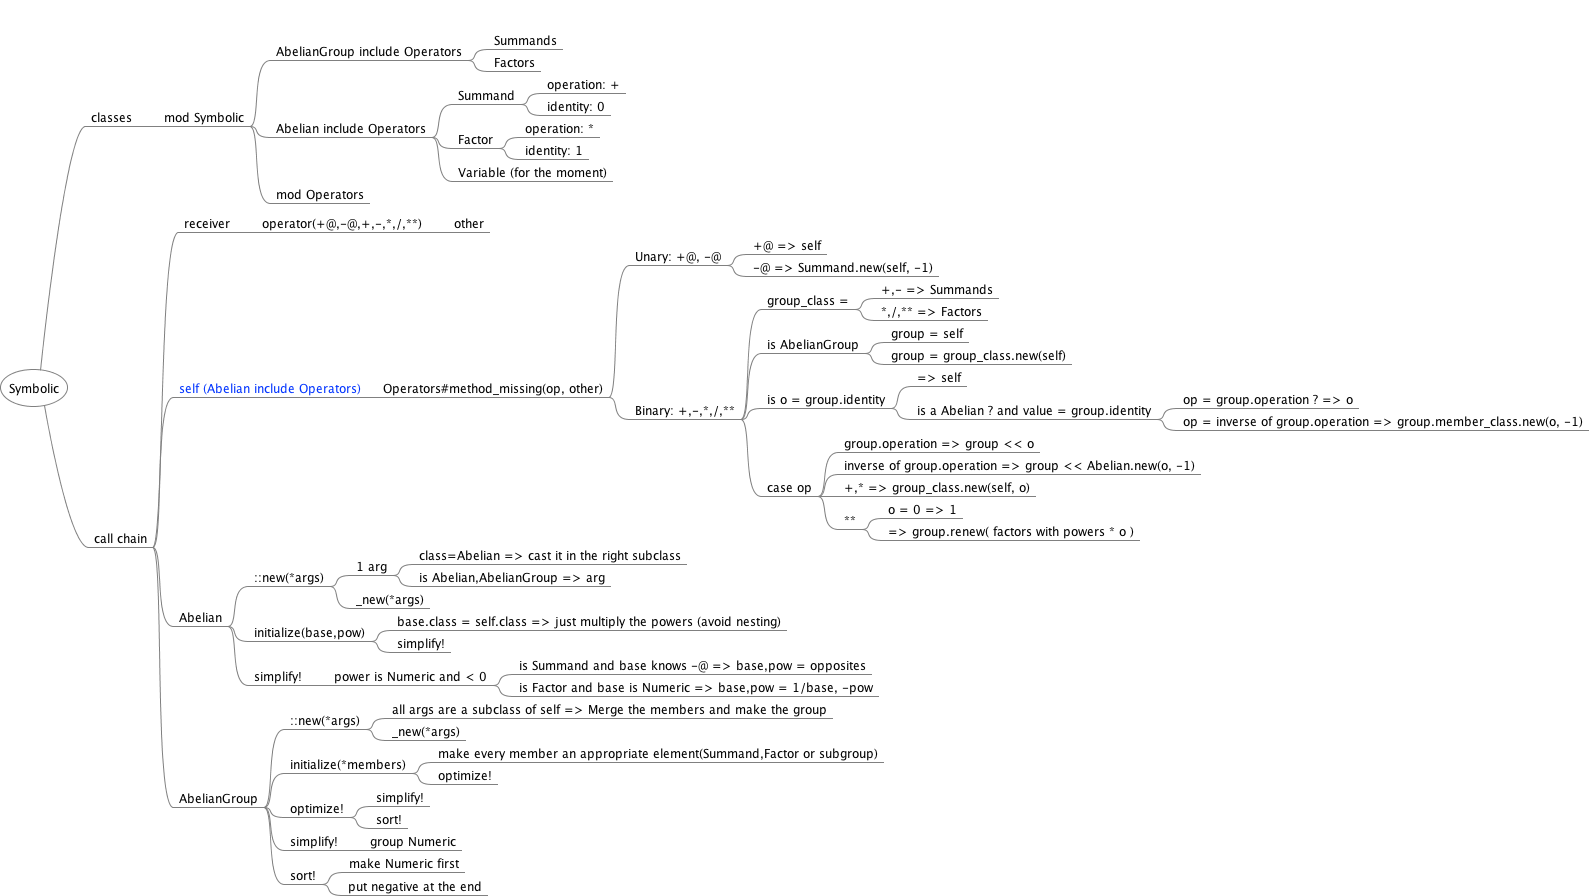 Symbolic
classes
mod Symbolic
AbelianGroup include Operators
Summands
Factors
Abelian include Operators
Summand
operation: +
identity: 0
Factor
operation: *
identity: 1
Variable (for the moment)
mod Operators
call chain
receiver
operator(+@,-@,+,-,*,/,**)
other
self (Abelian include Operators)
Operators#method_missing(op, other)
Unary: +@, -@
+@ => self
-@ => Summand.new(self, -1)
Binary: +,-,*,/,**
group_class =
+,- => Summands
*,/,** => Factors
is AbelianGroup
group = self
group = group_class.new(self)
is o = group.identity
=> self
is a Abelian ? and value = group.identity
op = group.operation ? => o
op = inverse of group.operation => group.member_class.new(o, -1)
case op
group.operation => group << o
inverse of group.operation => group << Abelian.new(o, -1)
+,* => group_class.new(self, o)
**
o = 0 => 1
=> group.renew( factors with powers * o )
Abelian
::new(*args)
1 arg
class=Abelian => cast it in the right subclass
is Abelian,AbelianGroup => arg
_new(*args)
initialize(base,pow)
base.class = self.class => just multiply the powers (avoid nesting)
simplify!
simplify!
power is Numeric and < 0
is Summand and base knows -@ => base,pow = opposites
is Factor and base is Numeric => base,pow = 1/base, -pow
AbelianGroup
::new(*args)
all args are a subclass of self => Merge the members and make the group
_new(*args)
initialize(*members)
make every member an appropriate element(Summand,Factor or subgroup)
optimize!
optimize!
simplify!
sort!
simplify!
group Numeric
sort!
make Numeric first
put negative at the end